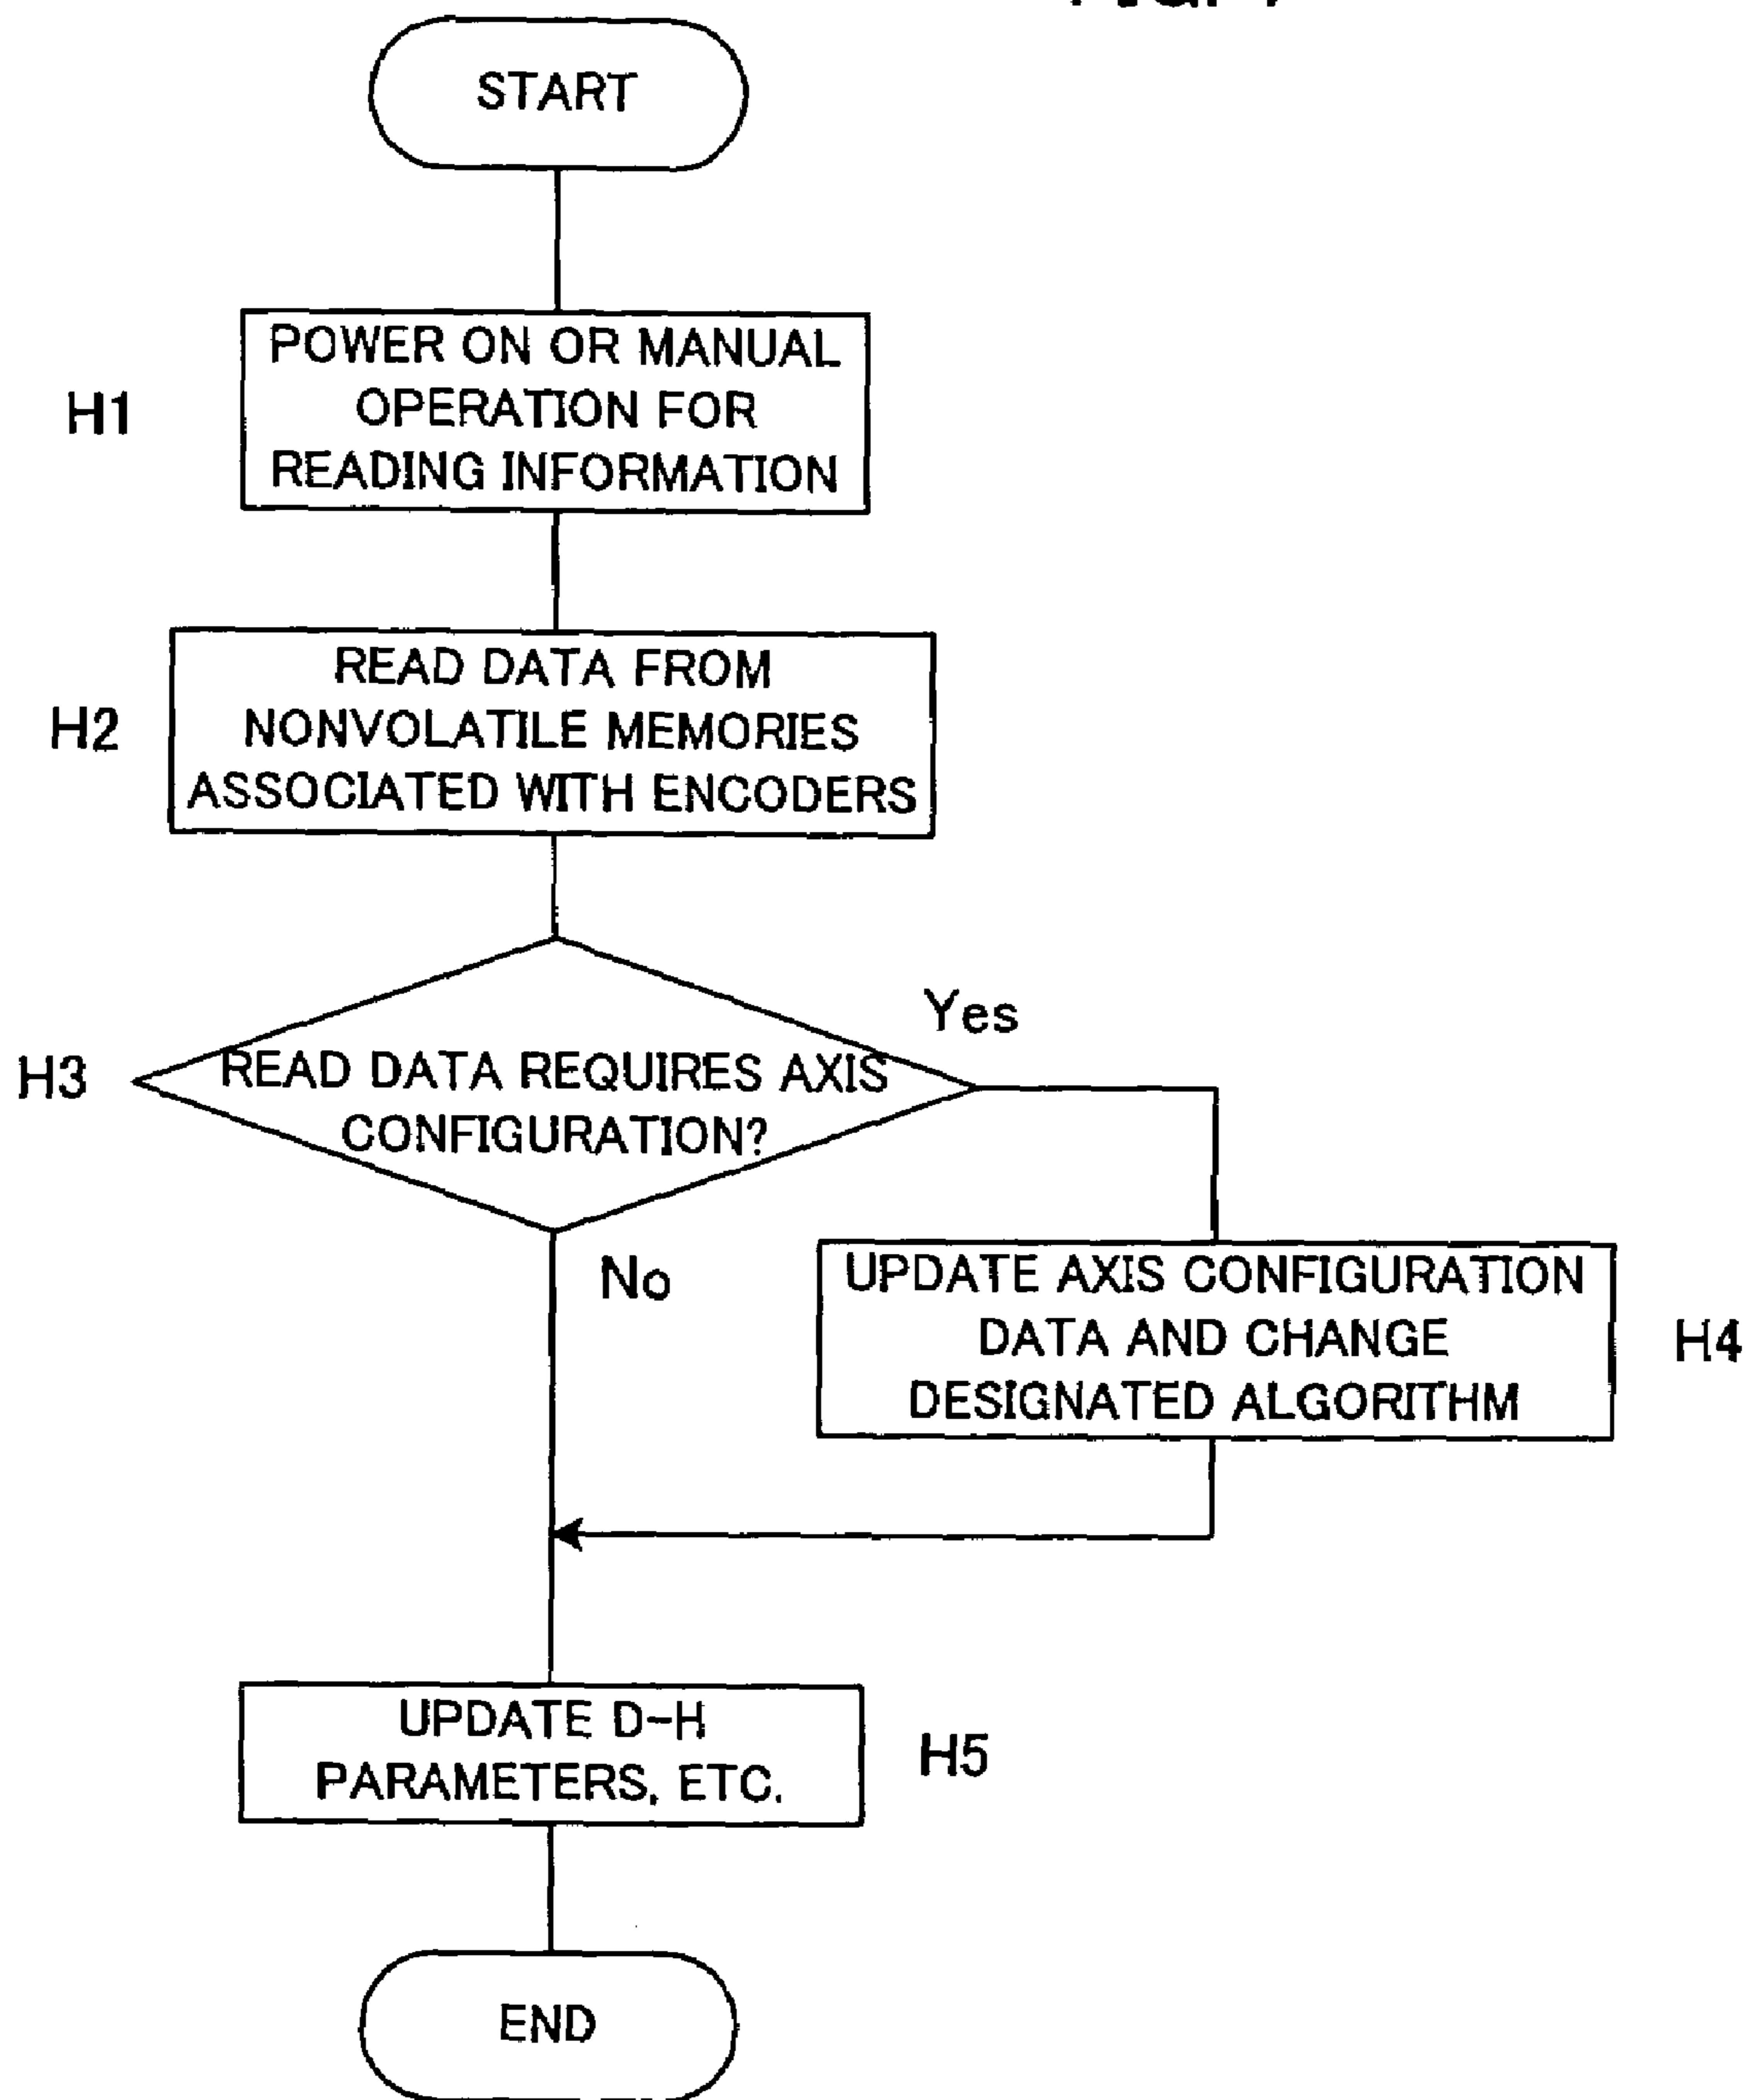 START
H1
POWER ON OR MANUAL
OPERATION FOR
READING INFORMATION
H2
READ DATA FROM
NONVOLATILE MEMORIES
ASSOCIATED WITH ENCODERS
Yes
H3
READ DATA REQUIRES AXIS
CONFIGURATION?
No
UPDATE AXIS CONFIGURATION
DATA AND CHANGE
DESIGNATED ALGORITHM
H4
UPDATE D-H
PARAMETERS, ETC.
H5
END